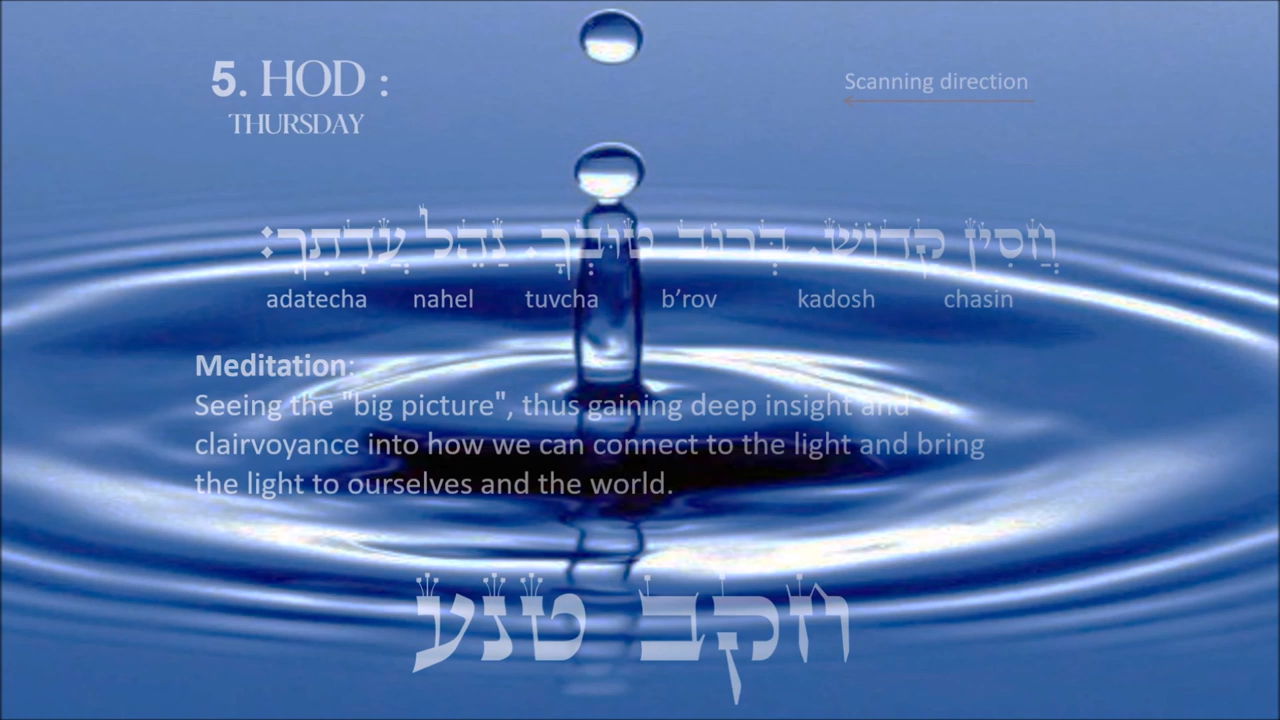 5. HOD :
THURSDAY
Scanning direction
חֲסִין קָדוֹשׁ. בְּרוֹב טוּבְךָ. נַהֵל עֲדָתְךָ:
adatecha nahel tuvcha b’rov kadosh chasin
Meditation:
Seeing the "big picture", thus gaining deep insight and
clairvoyance into how we can connect to the light and bring
the light to ourselves and the world.
חקב טנע